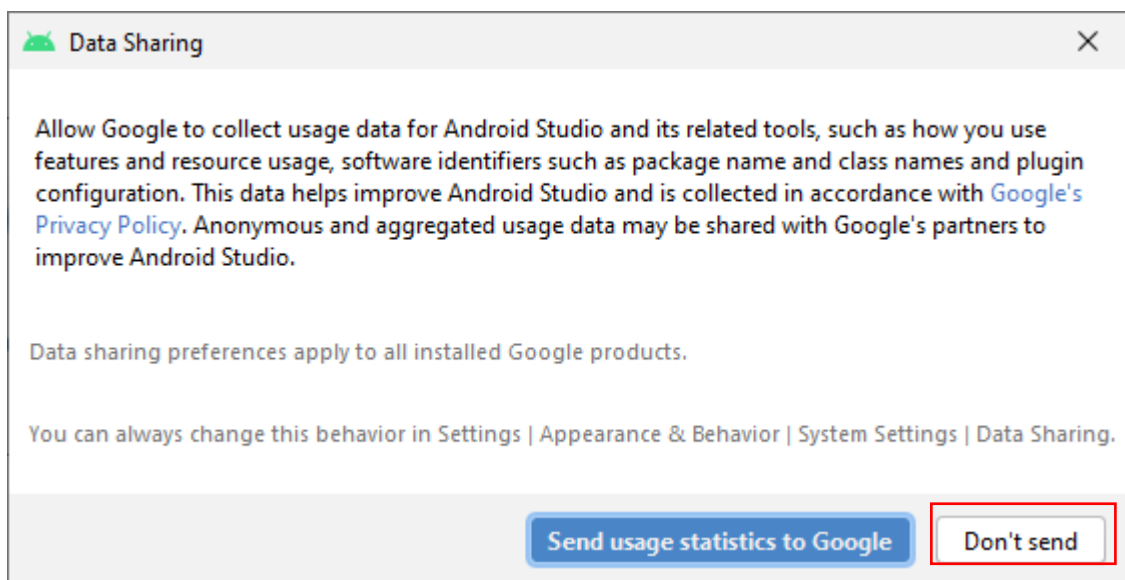 Data Sharing
Allow Google to collect usage data for Android Studio and its related tools, such as how you use
features and resource usage, software identifiers such as package name and class names and plugin
configuration. This data helps improve Android Studio and is collected in accordance with Google's
Privacy Policy. Anonymous and aggregated usage data may be shared with Google's partners to
improve Android Studio.
Data sharing preferences apply to all installed Google products.
You can always change this behavior in Settings | Appearance & Behavior | System Settings | Data Sharing.
Send usage statistics to Google
Don't send